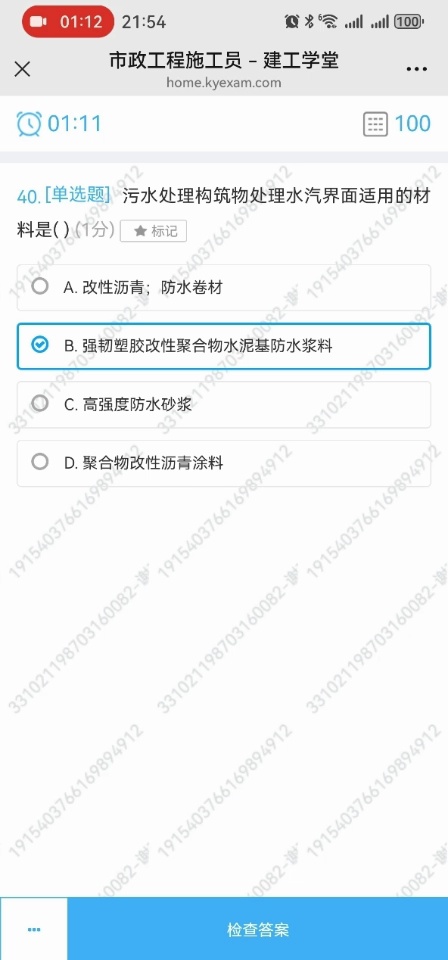 01:12 21:54 100
市政工程施工员 – 建工学堂
home.kyexam.com
01:11 100
40. [单选题] 污水处理构筑物处理水汽界面适用的材
料是( ) (1分) ★ 标记
A. 改性沥青；防水卷材
B. 强韧塑胶改性聚合物水泥基防水浆料
C. 高强度防水砂浆
D. 聚合物改性沥青涂料
检查答案